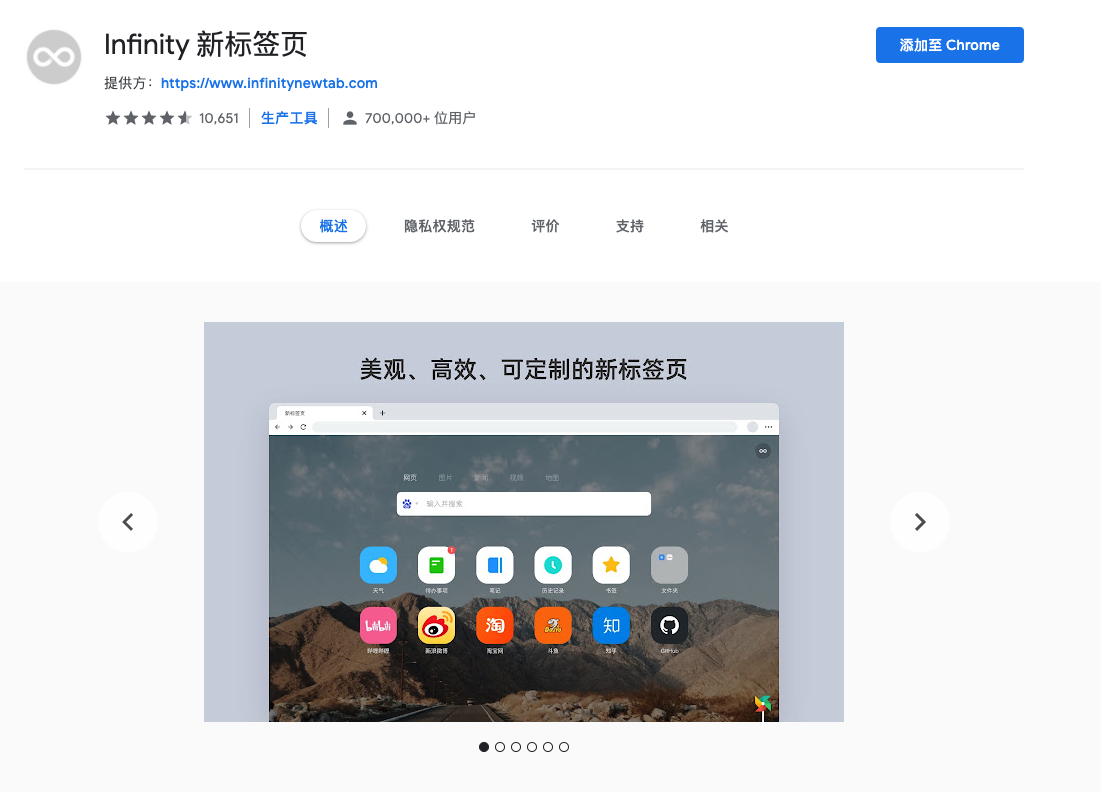 Infinity 新标签页
添加至 Chrome
提供方: https://www.infinitynewtab.com
10,651 生产工具 700,000+ 位用户
概述 隐私权规范 评价 支持 相关
美观、高效、可定制的新标签页
新标签页
网页 图片 新闻 视频 地图
输入并搜索
天气 待办事项 笔记 历史记录 书签 文件夹
bilibili 淘 知
哔哩哔哩 新浪微博 淘宝网 斗鱼 知乎 GitHub